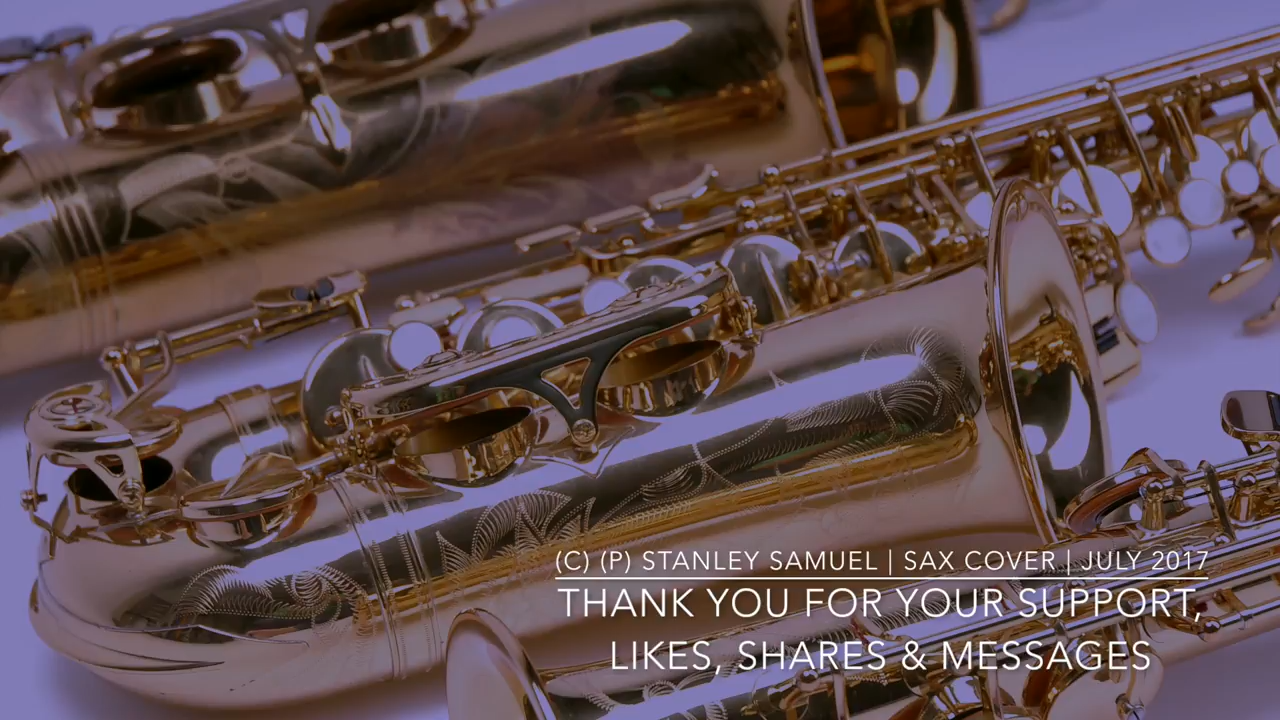 (C) (P) STANLEY SAMUEL | SAX COVER | JULY 2017
THANK YOU FOR YOUR SUPPORT,
LIKES, SHARES & MESSAGES